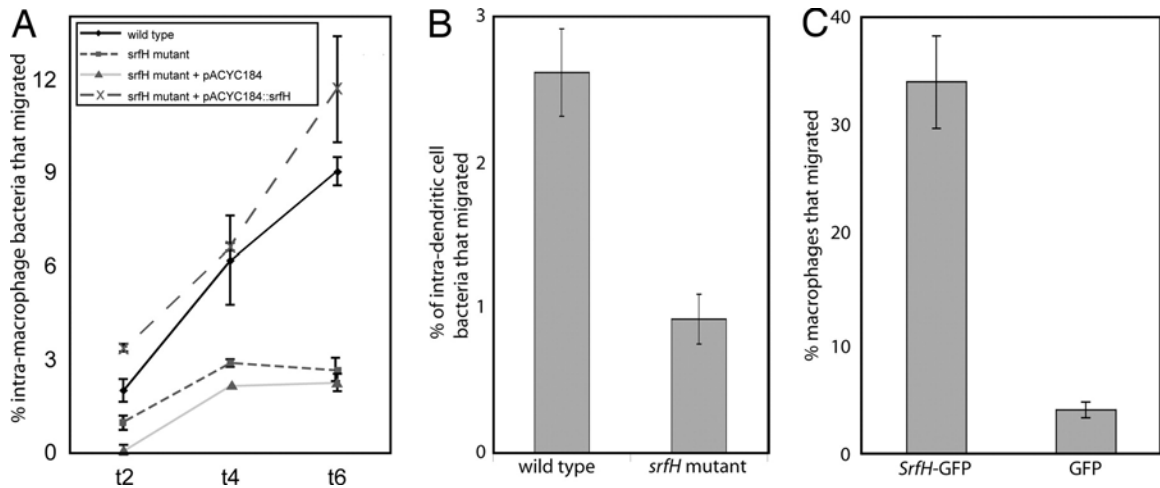 A
% intra-macrophage bacteria that migrated
wild type
srfH mutant
srfH mutant + pACYC184
srfH mutant + pACYC184::srfH
12
9
6
3
0
t2
t4
t6
B
% of intra-dendritic cell
bacteria that migrated
3
2
1
0
wild type
srfH mutant
C
% macrophages that migrated
40
30
20
10
0
SrfH-GFP
GFP